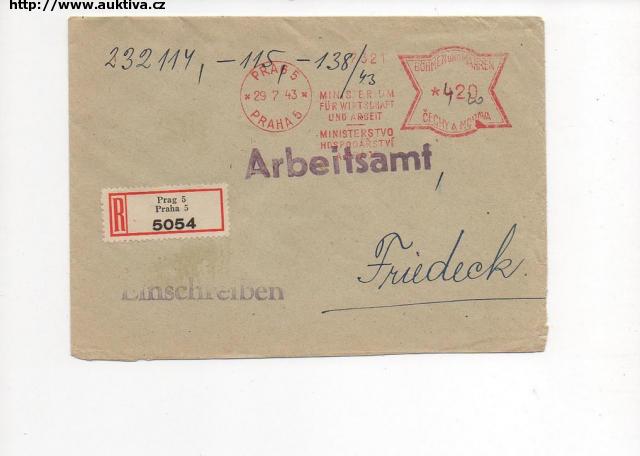 http://www.auktiva.cz
232114, -115, -138/43
321
PRAG 5
* 29 7 43 *
PRAHA 5
MINISTERIUM
FÜR WIRTSCHAFT
UND ARBEIT
MINISTERSTVO
HOSPODÁRSTVÍ
BÖHMEN UND MÄHREN
*420
ČECHY A MORAVA
Arbeitsamt
R
Prag 5
Praha 5
5054
Friedeck.
Einschreiben